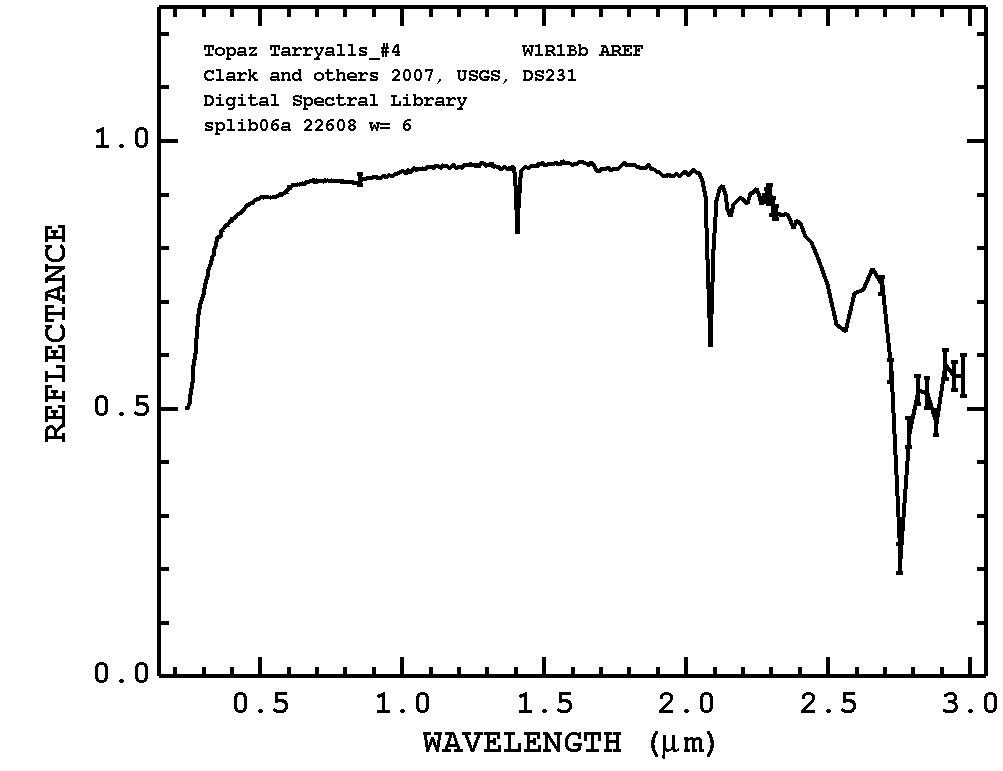 Topaz Tarryalls_#4 W1R1Bb AREF
Clark and others 2007, USGS, DS231
Digital Spectral Library
splib06a 22608 w= 6
REFLECTANCE
1.0
0.5
0.0
0.5 1.0 1.5 2.0 2.5 3.0
WAVELENGTH (μm)